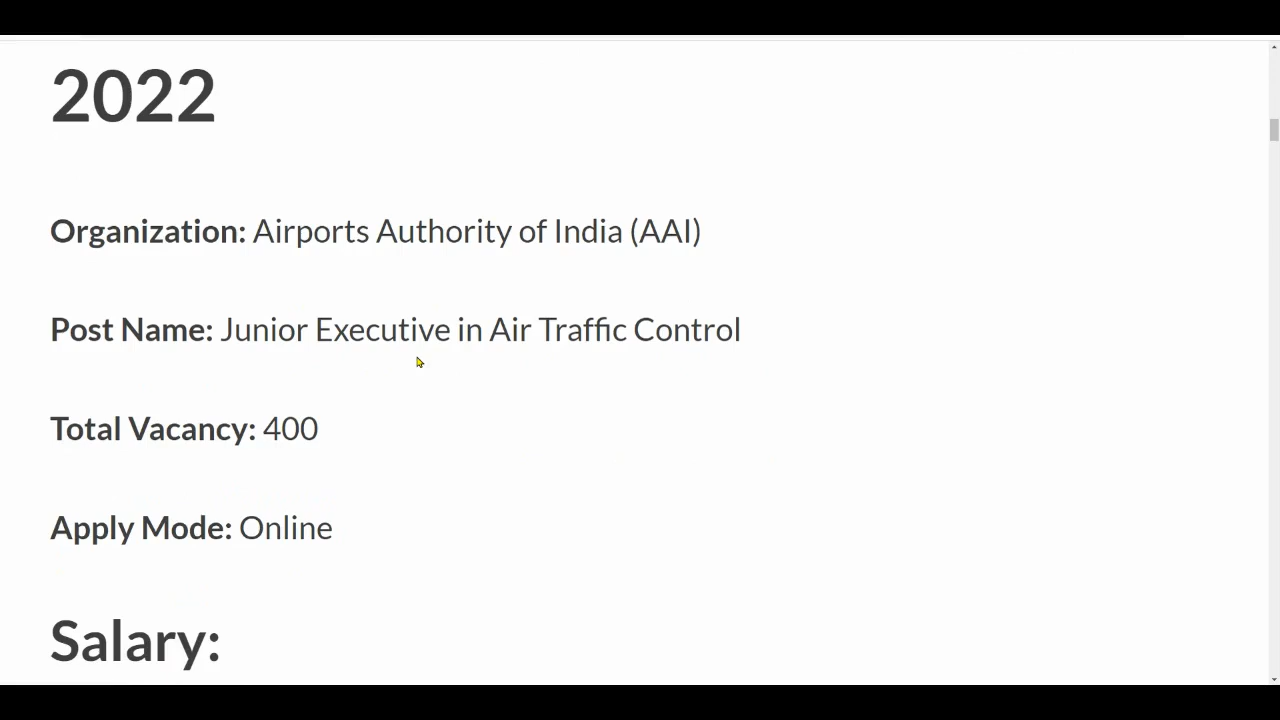 2022
Organization: Airports Authority of India (AAI)
Post Name: Junior Executive in Air Traffic Control
Total Vacancy: 400
Apply Mode: Online
Salary: